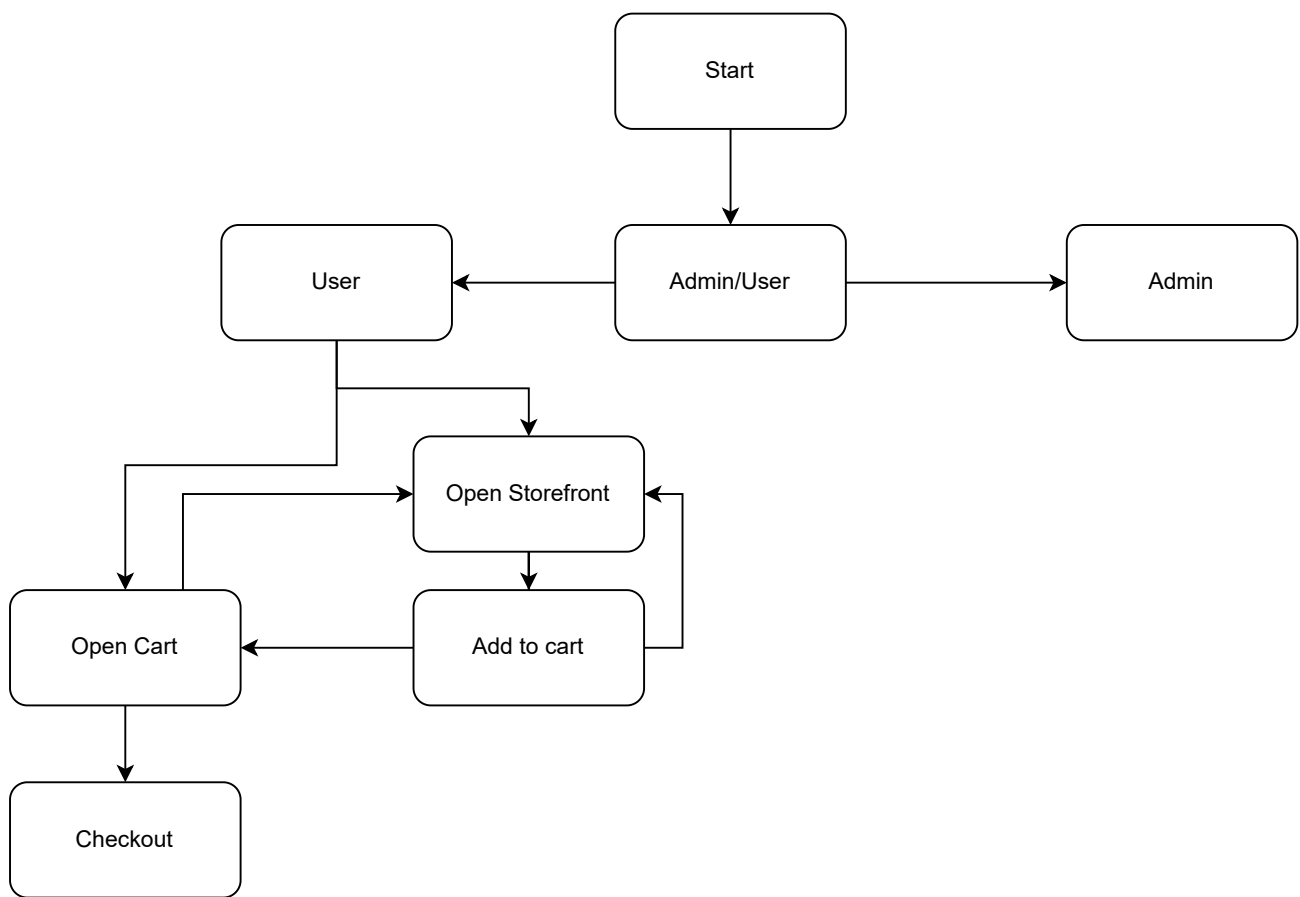 Start
User
Admin/User
Admin
Open Storefront
Open Cart
Add to cart
Checkout